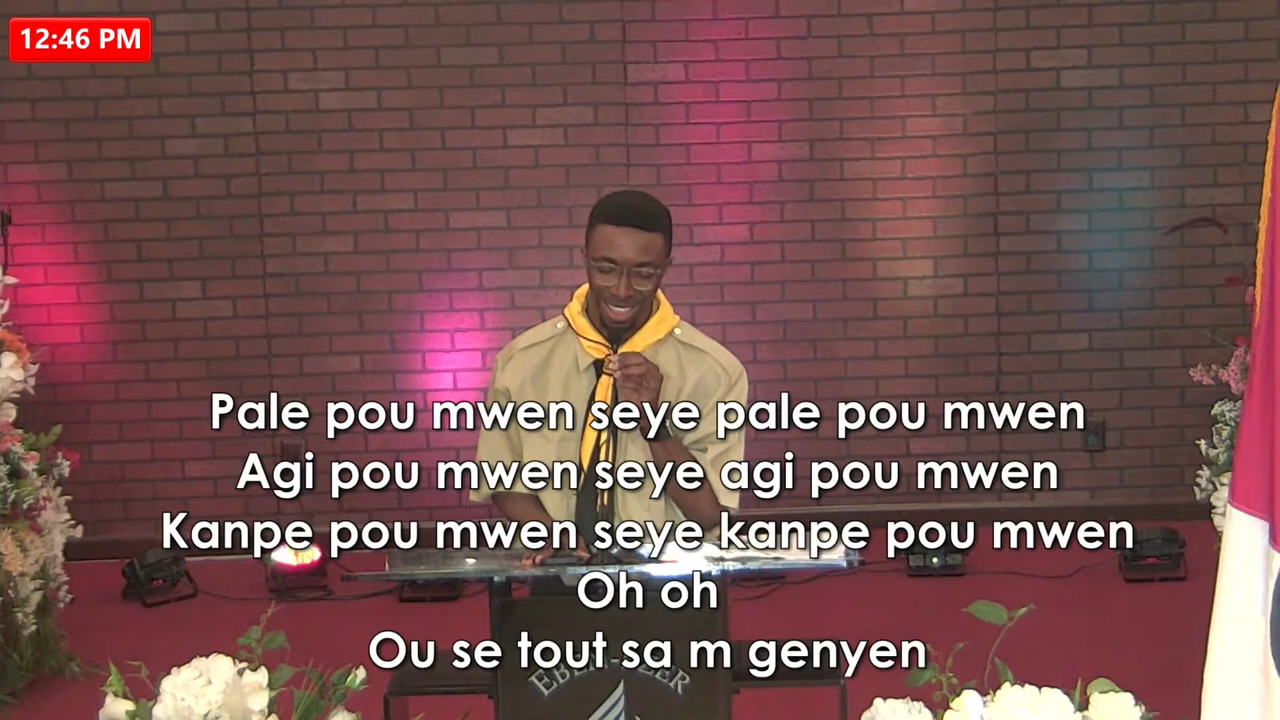 12:46 PM
Pale pou mwen seye pale pou mwen
Agi pou mwen seye agi pou mwen
Kanpe pou mwen seye kanpe pou mwen
Oh oh
Ou se tout sa m genyen